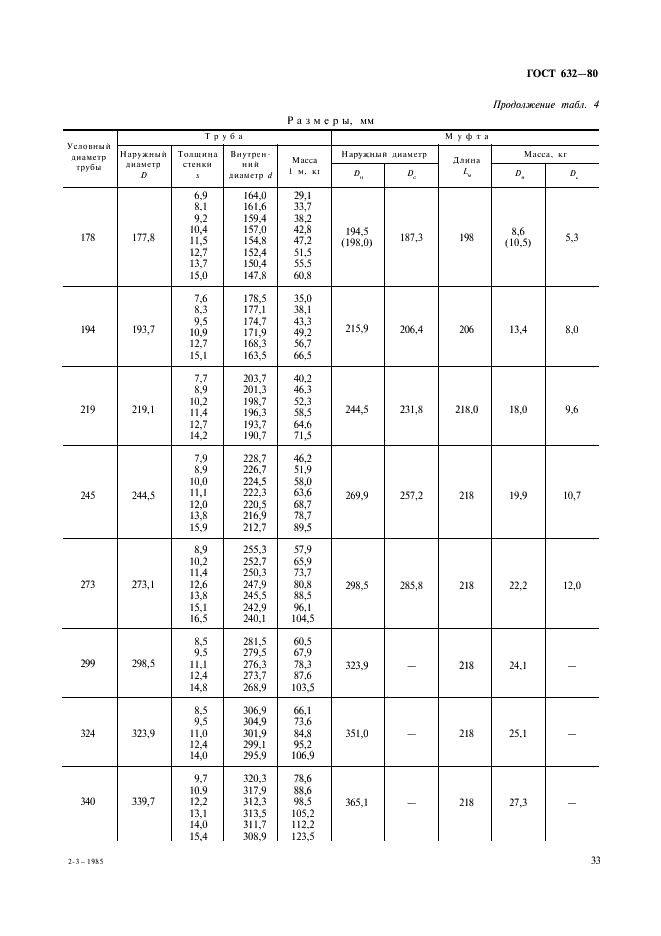 ГОСТ 632—80
Продолжение табл. 4
Размеры, мм
Условный диаметр трубы | Труба | Муфта
Наружный диаметр D | Толщина стенки s | Внутренний диаметр d | Масса 1 м, кг | Наружный диаметр | Длина Lм | Масса, кг
Dн | Dс | Dн | Dс
6,9 164,0 29,1
8,1 161,6 33,7
9,2 159,4 38,2
10,4 157,0 42,8
178 177,8 11,5 154,8 47,2 194,5 (198,0) 187,3 198 8,6 (10,5) 5,3
12,7 152,4 51,5
13,7 150,4 55,5
15,0 147,8 60,8
7,6 178,5 35,0
8,3 177,1 38,1
9,5 174,7 43,3
194 193,7 10,9 171,9 49,2 215,9 206,4 206 13,4 8,0
12,7 168,3 56,7
15,1 163,5 66,5
7,7 203,7 40,2
8,9 201,3 46,3
10,2 198,7 52,3
219 219,1 11,4 196,3 58,5 244,5 231,8 218,0 18,0 9,6
12,7 193,7 64,6
14,2 190,7 71,5
7,9 228,7 46,2
8,9 226,7 51,9
10,0 224,5 58,0
245 244,5 11,1 222,3 63,6 269,9 257,2 218 19,9 10,7
12,0 220,5 68,7
13,8 216,9 78,7
15,9 212,7 89,5
8,9 255,3 57,9
10,2 252,7 65,9
11,4 250,3 73,7
273 273,1 12,6 247,9 80,8 298,5 285,8 218 22,2 12,0
13,8 245,5 88,5
15,1 242,9 96,1
16,5 240,1 104,5
8,5 281,5 60,5
9,5 279,5 67,9
299 298,5 11,1 276,3 78,3 323,9 — 218 24,1 —
12,4 273,7 87,6
14,8 268,9 103,5
8,5 306,9 66,1
9,5 304,9 73,6
324 323,9 11,0 301,9 84,8 351,0 — 218 25,1 —
12,4 299,1 95,2
14,0 295,9 106,9
9,7 320,3 78,6
10,9 317,9 88,6
340 339,7 12,2 312,3 98,5 365,1 — 218 27,3 —
13,1 313,5 105,2
14,0 311,7 112,2
15,4 308,9 123,5
2-3–1985
33